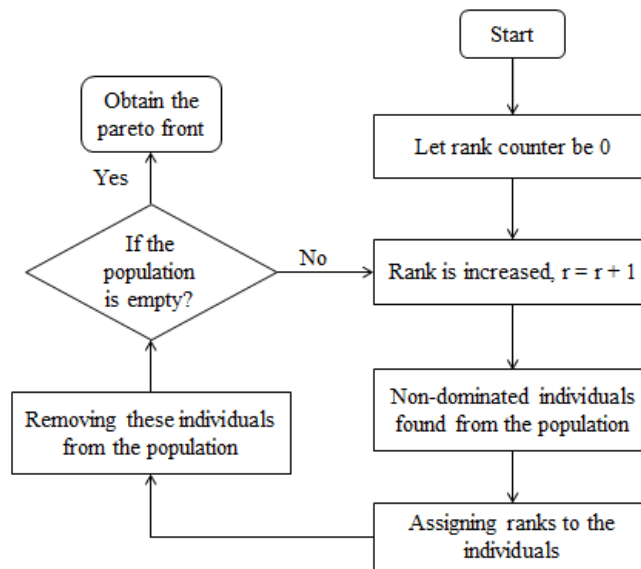 Start
Let rank counter be 0
Rank is increased, r = r + 1
Non-dominated individuals
found from the population
Assigning ranks to the
individuals
Removing these individuals
from the population
If the
population
is empty?
No
Yes
Obtain the
pareto front